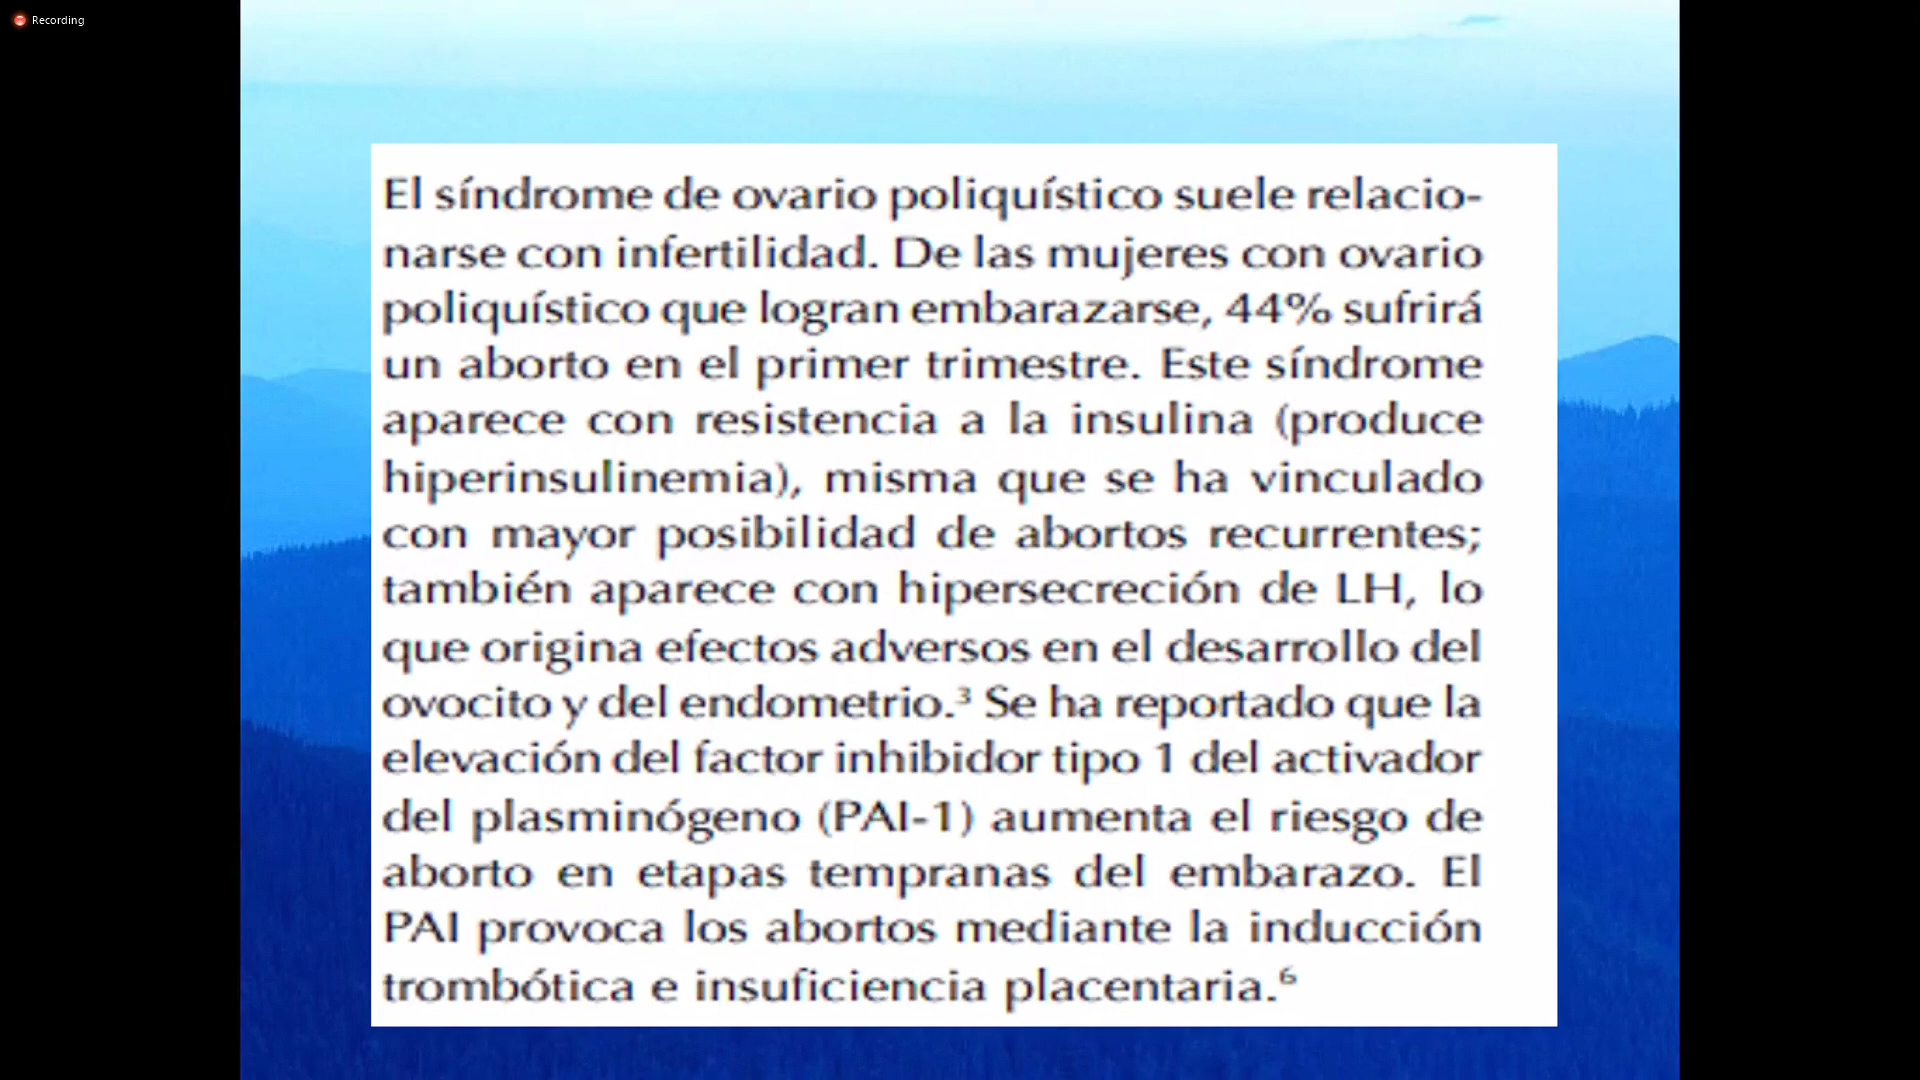 Recording
El síndrome de ovario poliquístico suele relacio-
narse con infertilidad. De las mujeres con ovario
poliquístico que logran embarazarse, 44% sufrirá
un aborto en el primer trimestre. Este síndrome
aparece con resistencia a la insulina (produce
hiperinsulinemia), misma que se ha vinculado
con mayor posibilidad de abortos recurrentes;
también aparece con hipersecreción de LH, lo
que origina efectos adversos en el desarrollo del
ovocito y del endometrio.³ Se ha reportado que la
elevación del factor inhibidor tipo 1 del activador
del plasminógeno (PAI-1) aumenta el riesgo de
aborto en etapas tempranas del embarazo. El
PAI provoca los abortos mediante la inducción
trombótica e insuficiencia placentaria.⁶